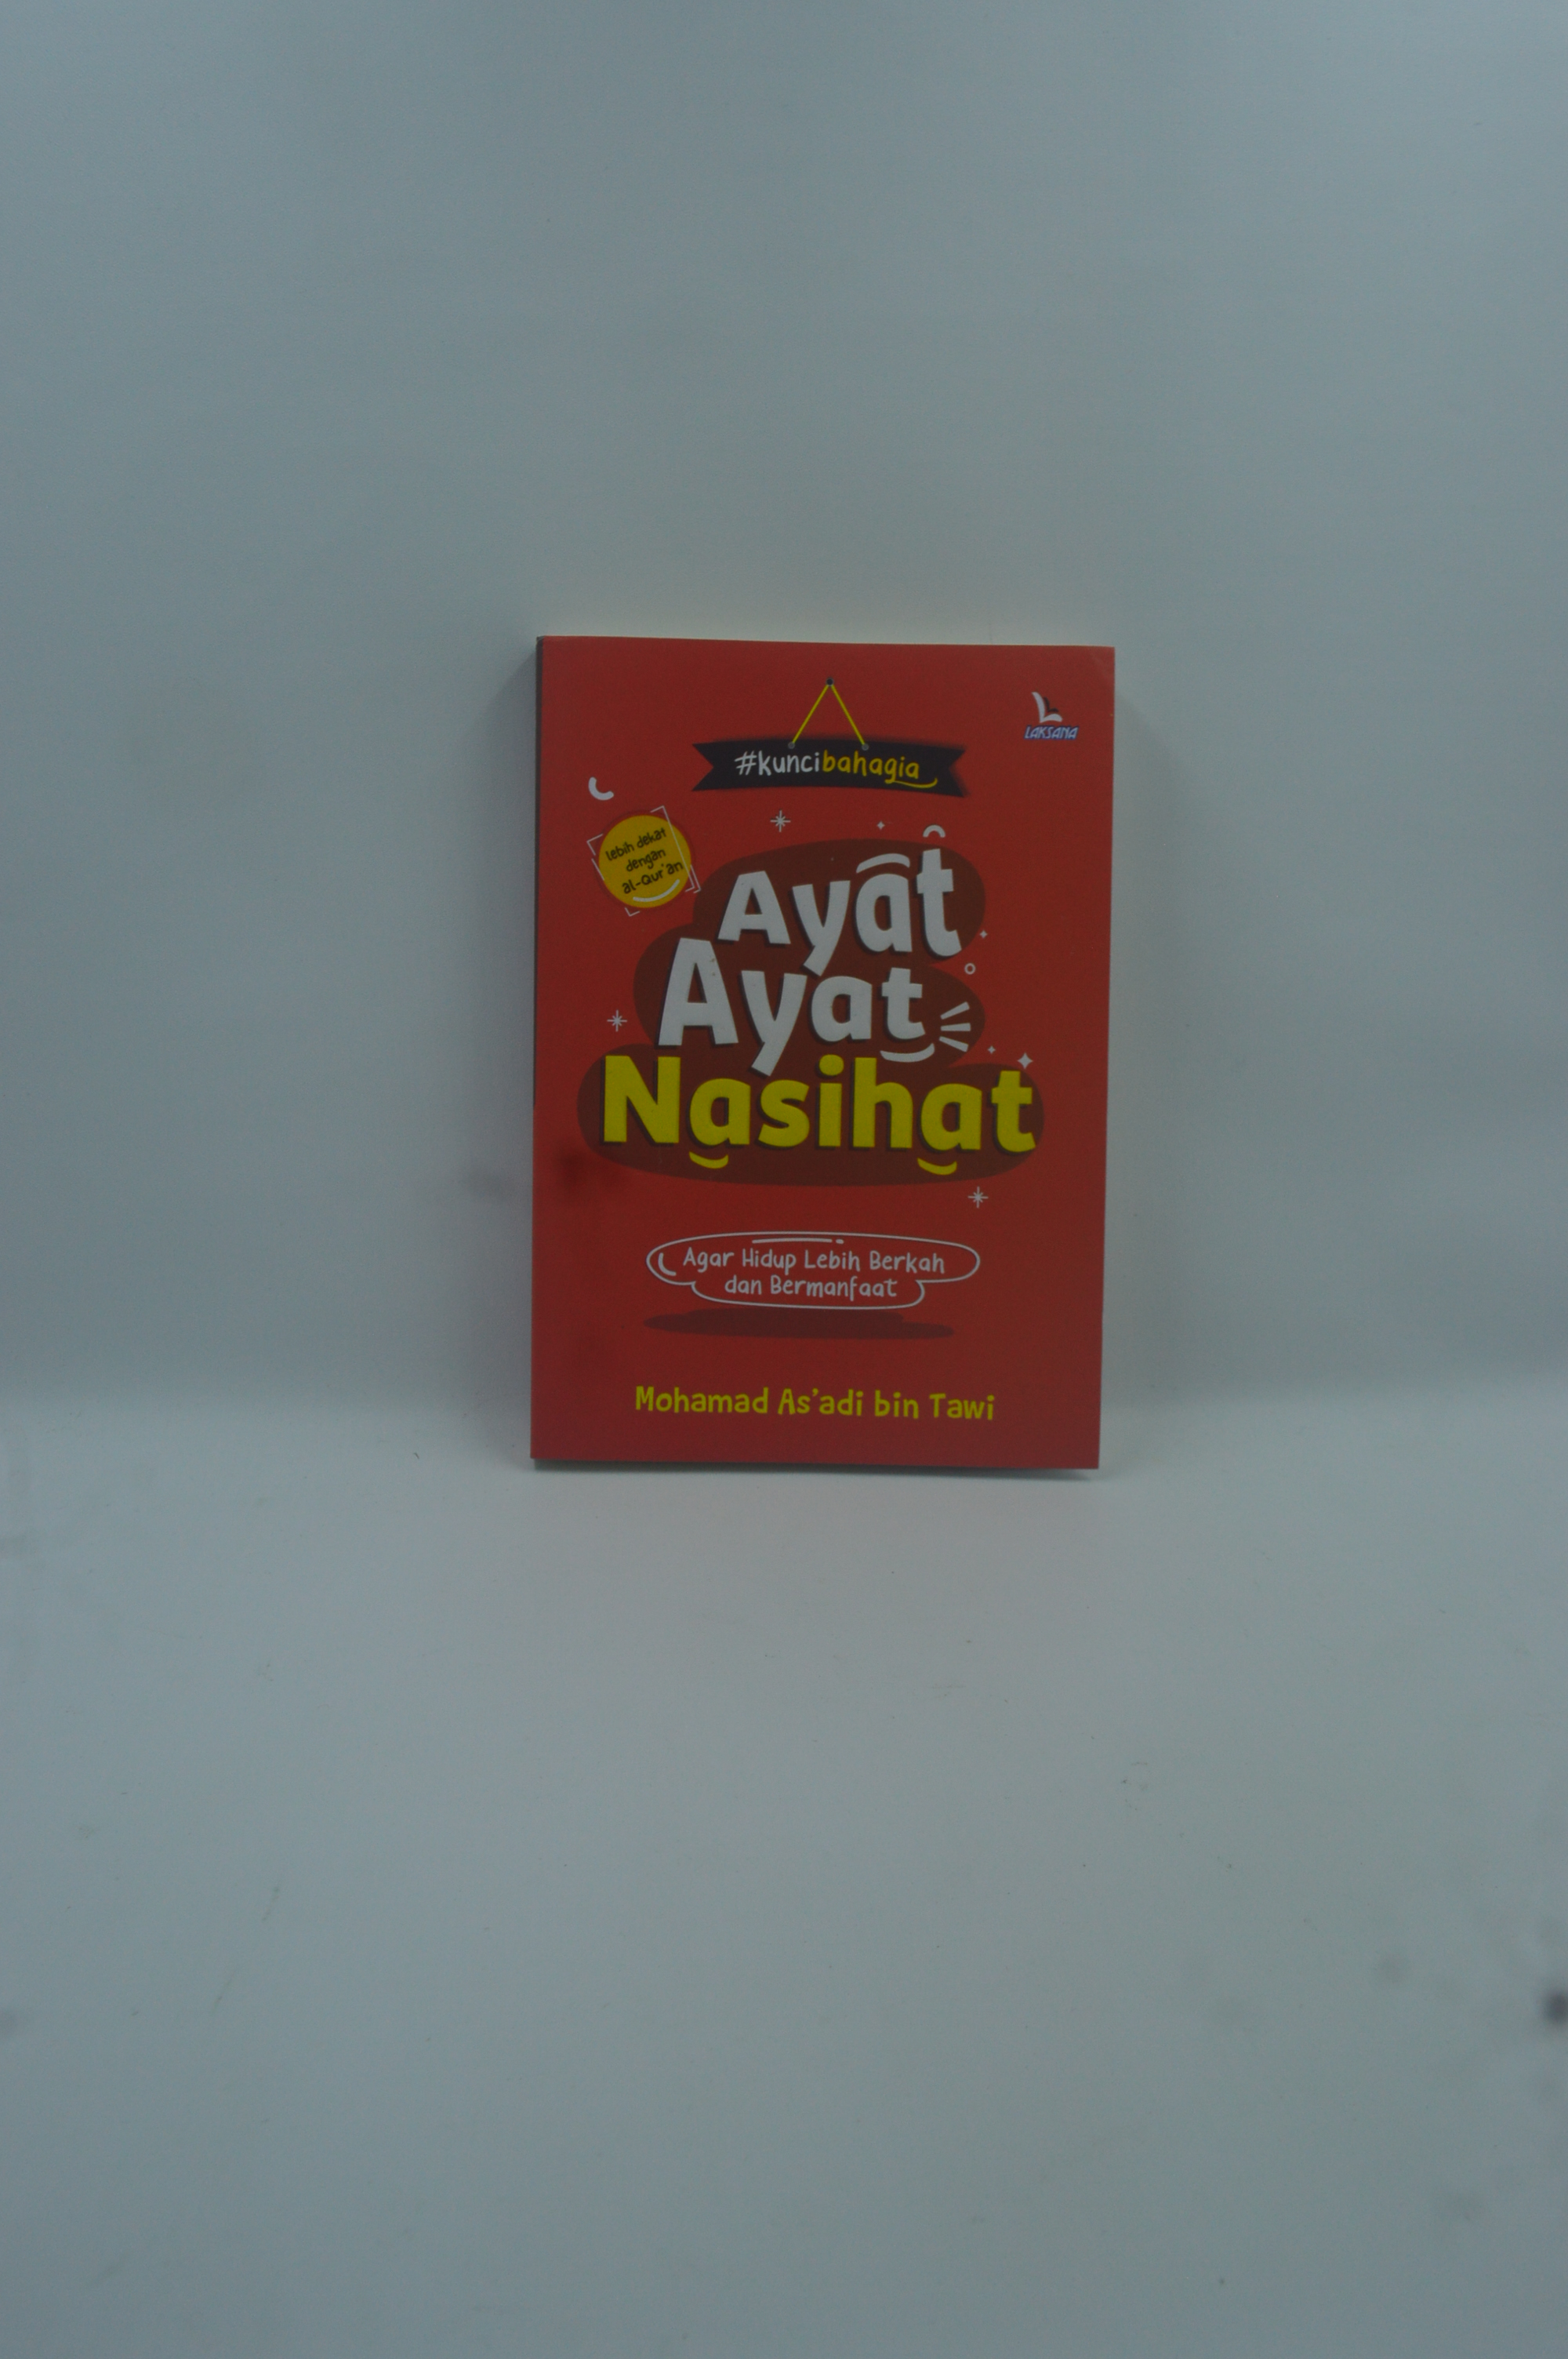 #kuncibahagia
LAKSANA
lebih dekat
dengan
al-Qur'an
Ayat
Ayat
Nasihat
Agar Hidup Lebih Berkah
dan Bermanfaat
Mohamad As'adi bin Tawi